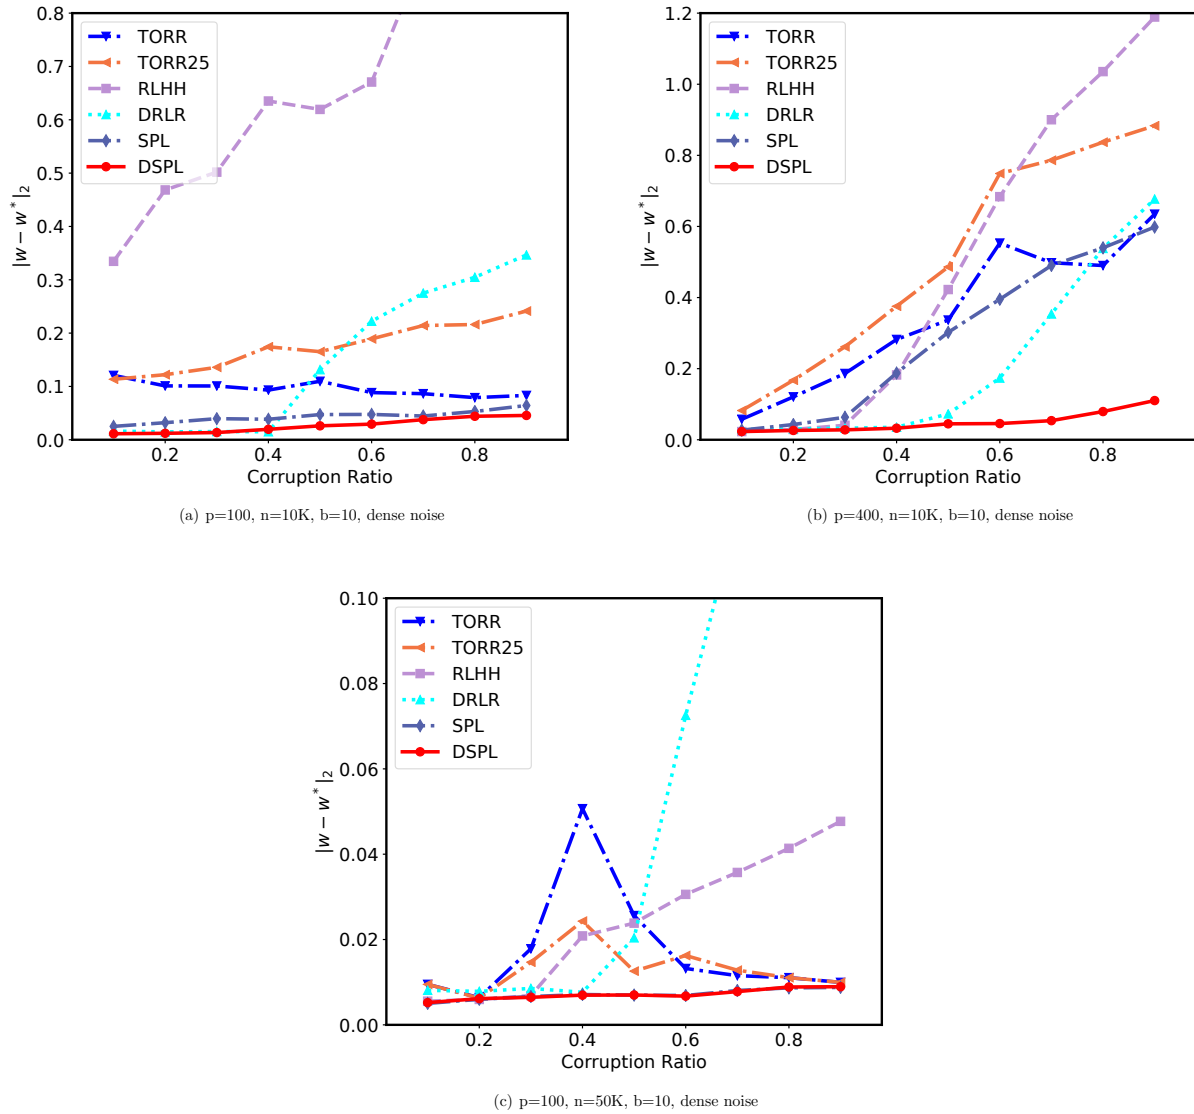 0.8
0.7
0.6
0.5
0.4
0.3
0.2
0.1
0.0
|w − w*|₂
TORR
TORR25
RLHH
DRLR
SPL
DSPL
0.2 0.4 0.6 0.8
Corruption Ratio
(a) p=100, n=10K, b=10, dense noise
1.2
1.0
0.8
0.6
0.4
0.2
0.0
|w − w*|₂
TORR
TORR25
RLHH
DRLR
SPL
DSPL
0.2 0.4 0.6 0.8
Corruption Ratio
(b) p=400, n=10K, b=10, dense noise
0.10
0.08
0.06
0.04
0.02
0.00
|w − w*|₂
TORR
TORR25
RLHH
DRLR
SPL
DSPL
0.2 0.4 0.6 0.8
Corruption Ratio
(c) p=100, n=50K, b=10, dense noise